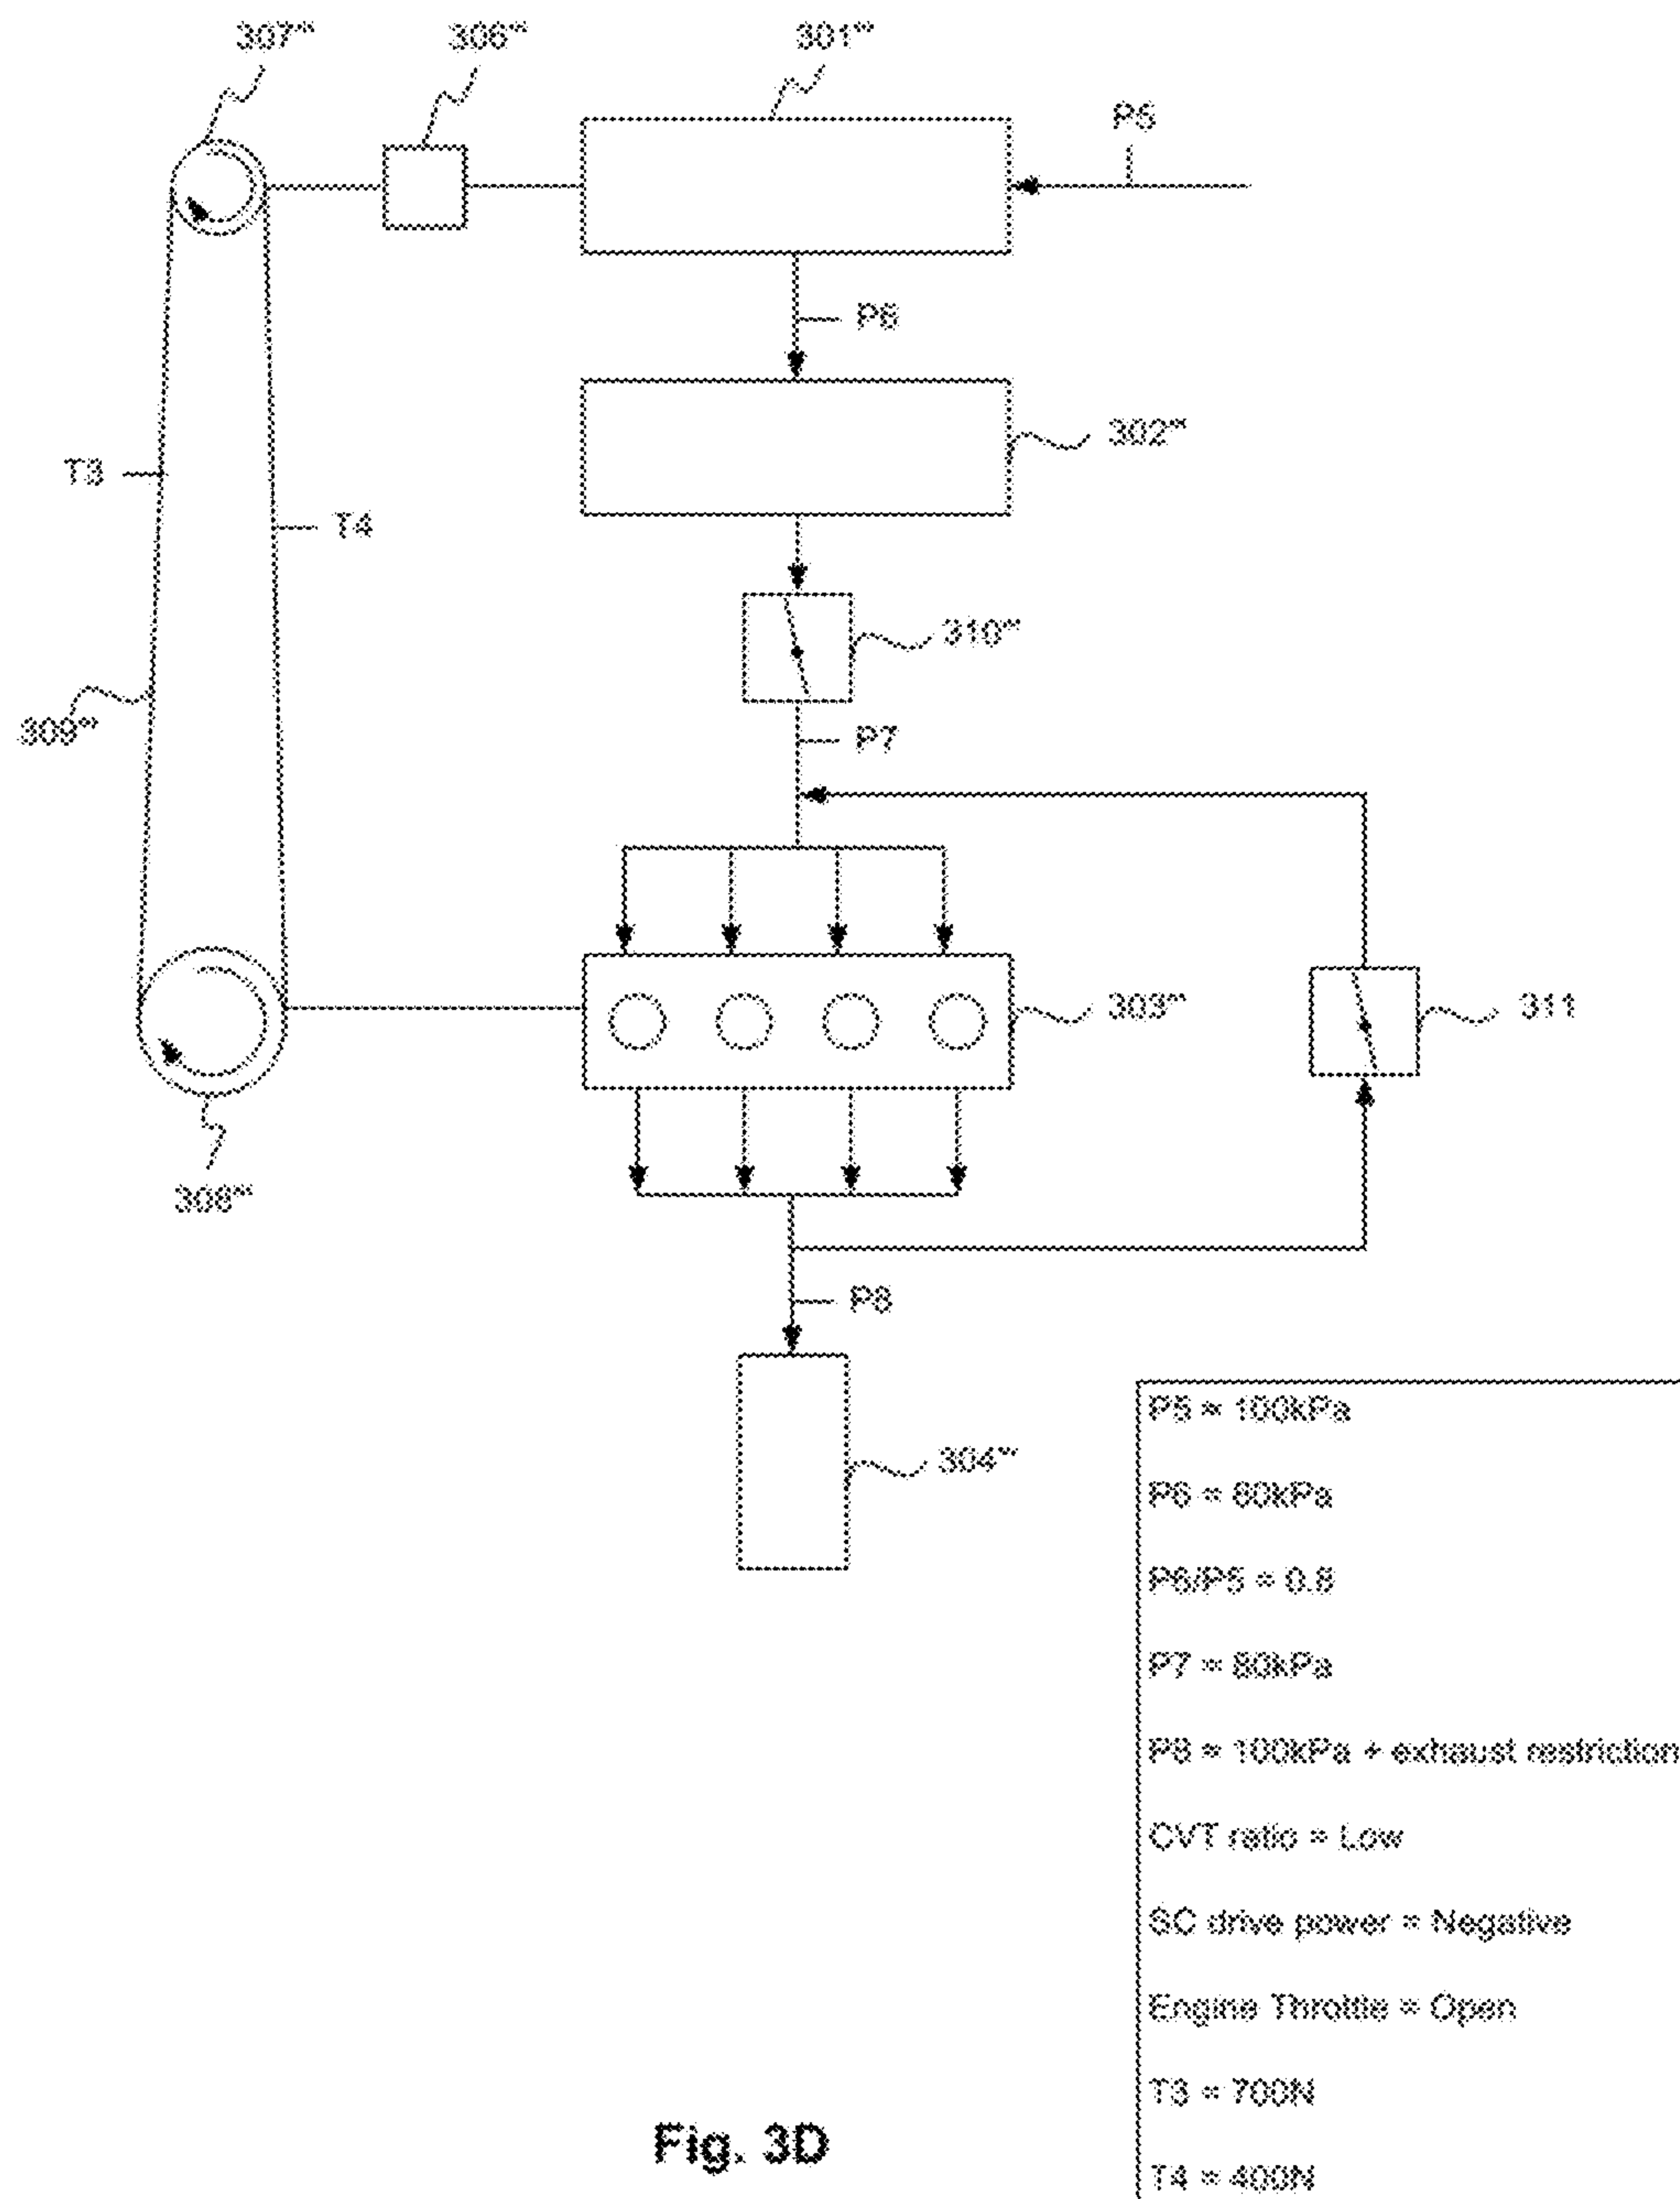 307''' 306''' 301'''
P5
P6
302'''
T3
T4
310'''
309'''
P7
303'''
311
308'''
P8
304'''
P5 = 100kPa
P6 = 80kPa
P6/P5 = 0.8
P7 = 80kPa
P8 = 100kPa + exhaust restriction
CVT ratio = Low
SC drive power = Negative
Engine Throttle = Open
T3 = 700N
T4 = 400N
Fig. 3D